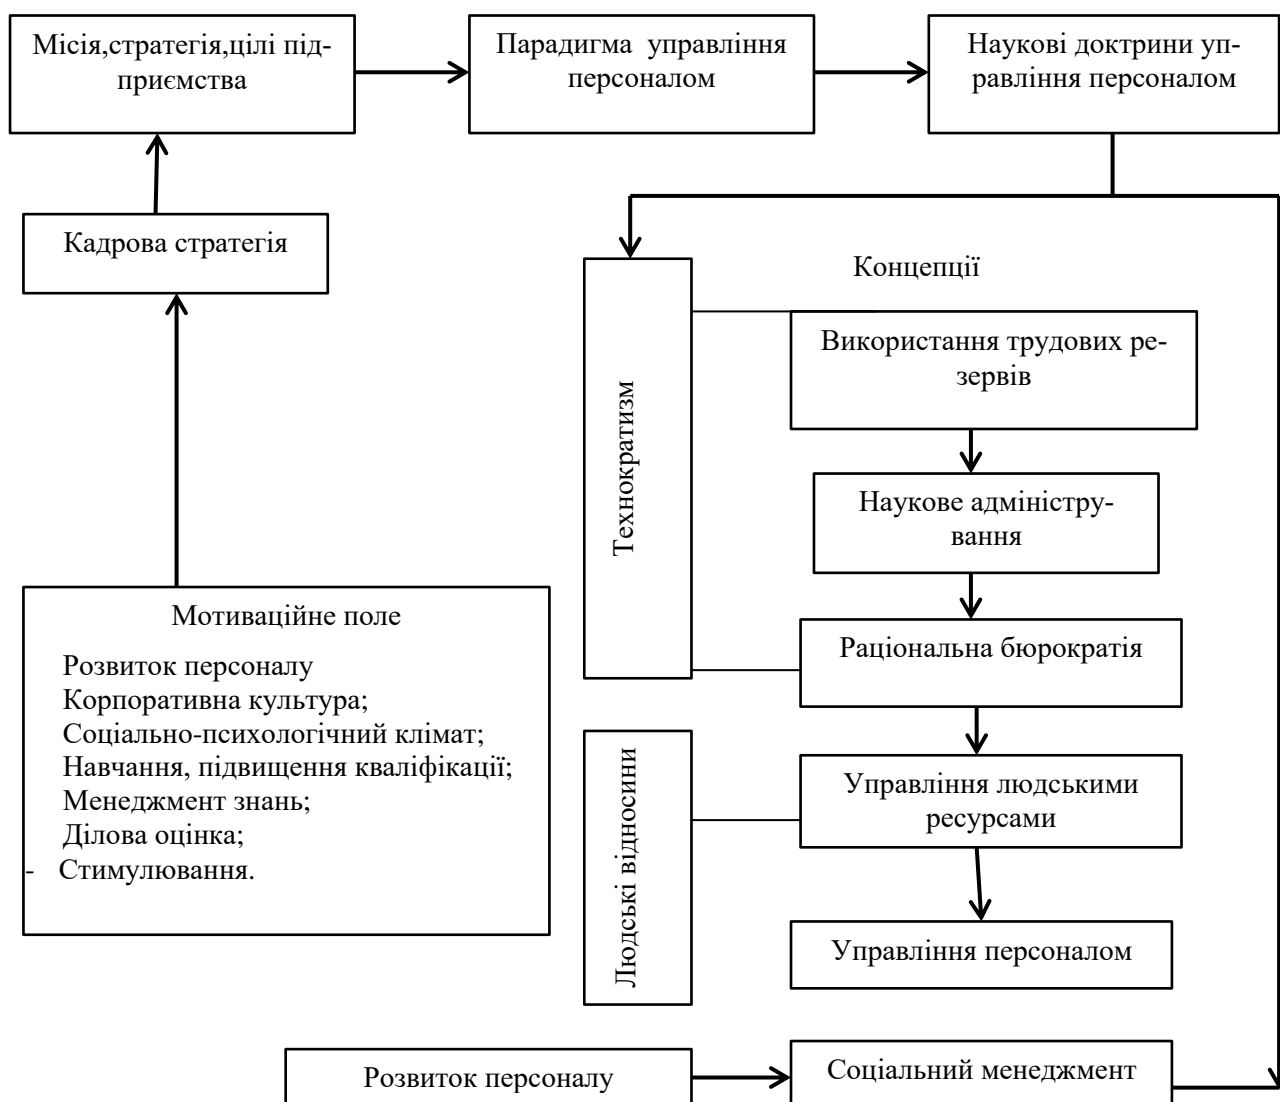 Місія,стратегія,цілі під-
приємства
Парадигма управління
персоналом
Наукові доктрини уп-
равління персоналом
Кадрова стратегія
Концепції
Технократизм
Використання трудових ре-
зервів
Наукове адміністру-
вання
Раціональна бюрократія
Мотиваційне поле
Розвиток персоналу
Корпоративна культура;
Соціально-психологічний клімат;
Навчання, підвищення кваліфікації;
Менеджмент знань;
Ділова оцінка;
- Стимулювання.
Людські відносини
Управління людськими
ресурсами
Управління персоналом
Розвиток персоналу
Соціальний менеджмент